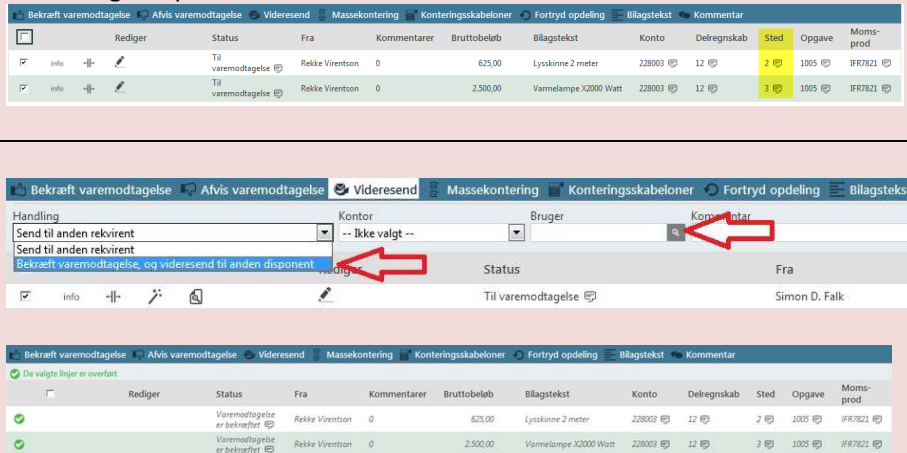 Bekræft varemodtagelse Afvis varemodtagelse Videresend Massekontering Konteringsskabeloner Fortryd opdeling Bilagstekst Kommentar
Rediger Status Fra Kommentarer Bruttobeløb Bilagstekst Konto Delregnskab Sted Opgave Moms-
prod
info Til
varemodtagelse Rekke Virentson 0 625,00 Lysskinne 2 meter 228003 12 2 1005 IFR7821
info Til
varemodtagelse Rekke Virentson 0 2.500,00 Varmelampe X2000 Watt 228003 12 3 1005 IFR7821
Bekræft varemodtagelse Afvis varemodtagelse Videresend Massekontering Konteringsskabeloner Fortryd opdeling Bilagsteks
Handling Kontor Bruger Kommentar
Send til anden rekvirent -- Ikke valgt --
Send til anden rekvirent
Bekræft varemodtagelse, og videresend til anden disponent
Rediger Status Fra
info Til varemodtagelse Simon D. Falk
Bekræft varemodtagelse Afvis varemodtagelse Videresend Massekontering Konteringsskabeloner Fortryd opdeling Bilagstekst Kommentar
De valgte linjer er overført
Rediger Status Fra Kommentarer Bruttobeløb Bilagstekst Konto Delregnskab Sted Opgave Moms-
prod
Varemodtagelse
er bekræftet Rekke Virentson 0 625,00 Lysskinne 2 meter 228003 12 2 1005 IFR7821
Varemodtagelse
er bekræftet Rekke Virentson 0 2.500,00 Varmelampe X2000 Watt 228003 12 3 1005 IFR7821